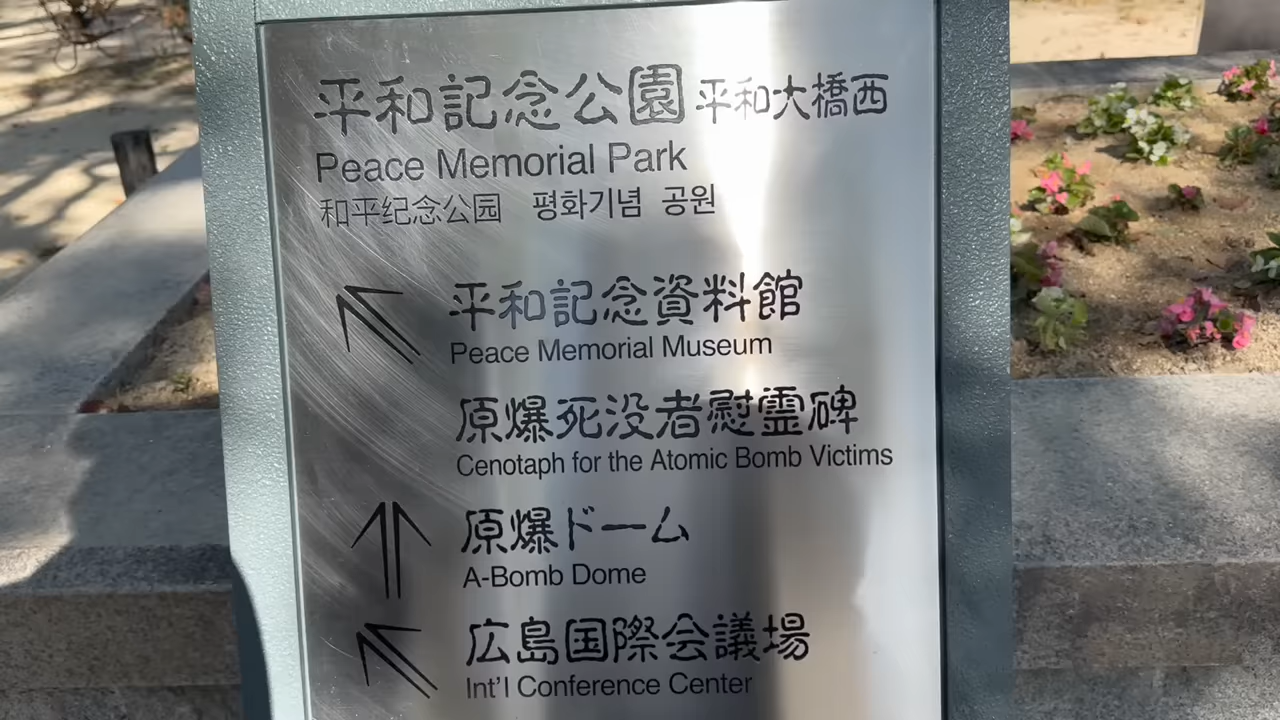 平和記念公園 平和大橋西
Peace Memorial Park
和平纪念公园 평화기념 공원
平和記念資料館
Peace Memorial Museum
原爆死没者慰霊碑
Cenotaph for the Atomic Bomb Victims
原爆ドーム
A-Bomb Dome
広島国際会議場
Int'l Conference Center